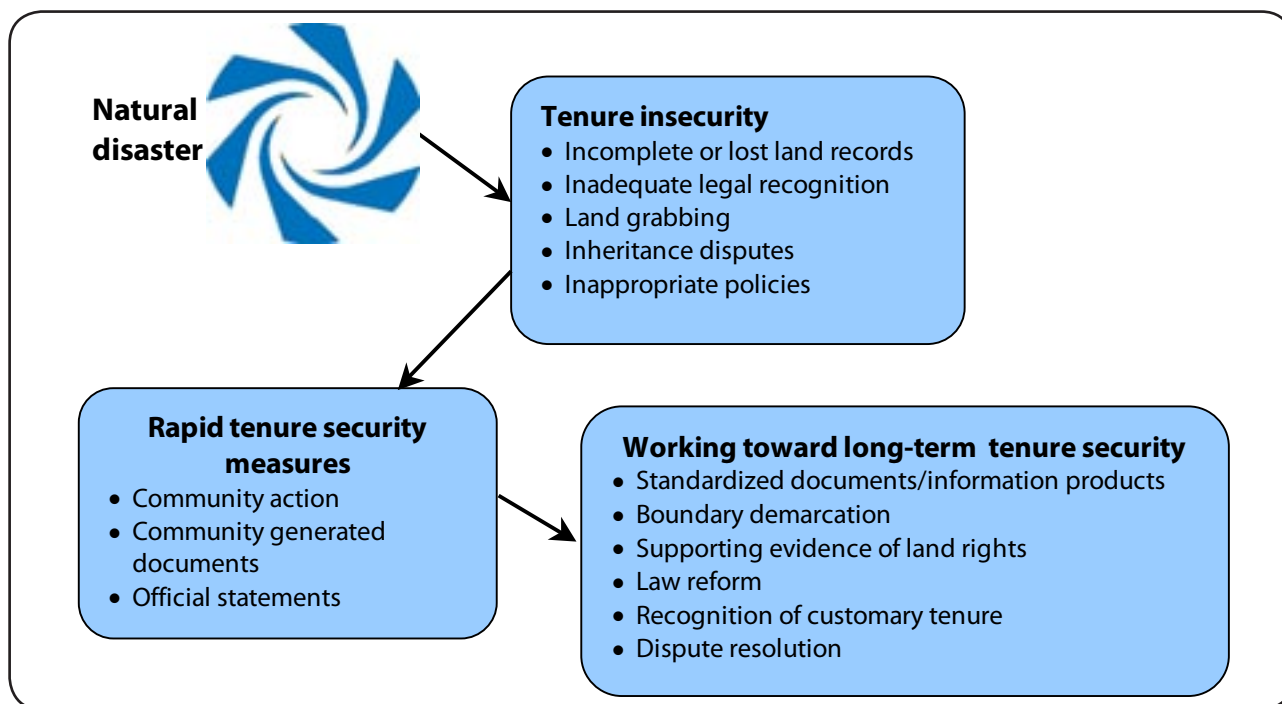 Natural
disaster
Tenure insecurity
• Incomplete or lost land records
• Inadequate legal recognition
• Land grabbing
• Inheritance disputes
• Inappropriate policies
Rapid tenure security
measures
• Community action
• Community generated
documents
• Official statements
Working toward long-term tenure security
• Standardized documents/information products
• Boundary demarcation
• Supporting evidence of land rights
• Law reform
• Recognition of customary tenure
• Dispute resolution